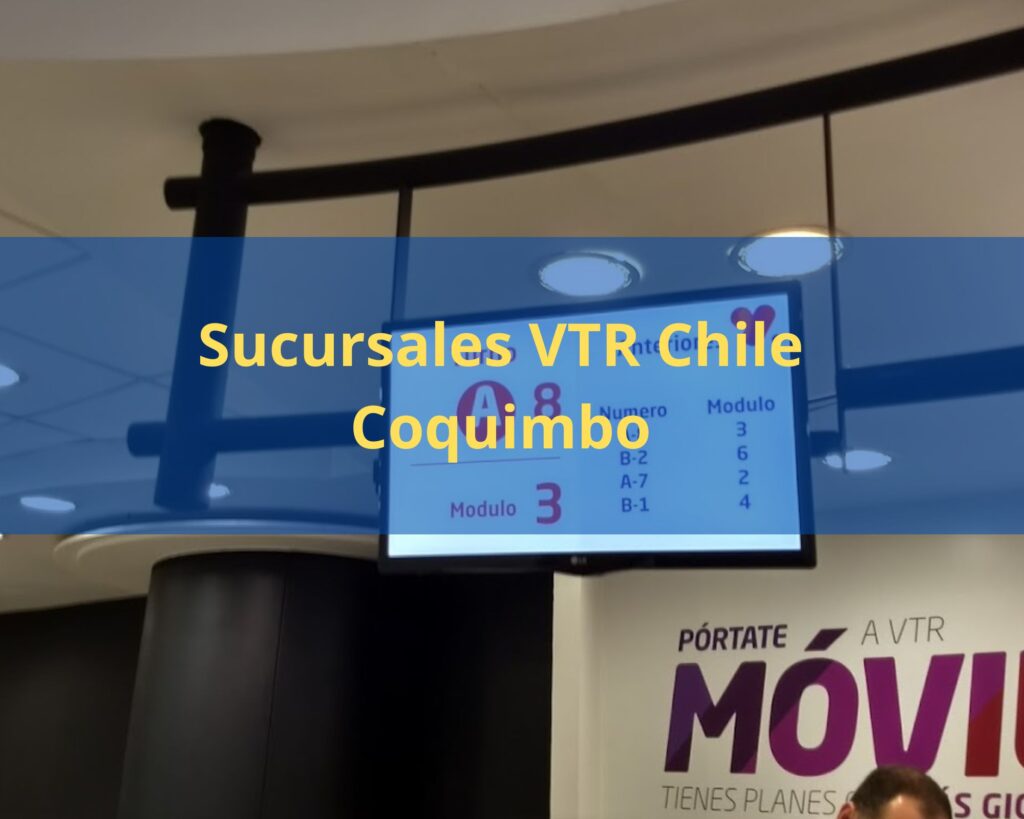 Sucursales VTR Chile
Coquimbo
A 8
Modulo 3
Numero Modulo
3
B-2 6
A-7 2
B-1 4
LG
PÓRTATE A VTR
MÓVI
TIENES PLANES